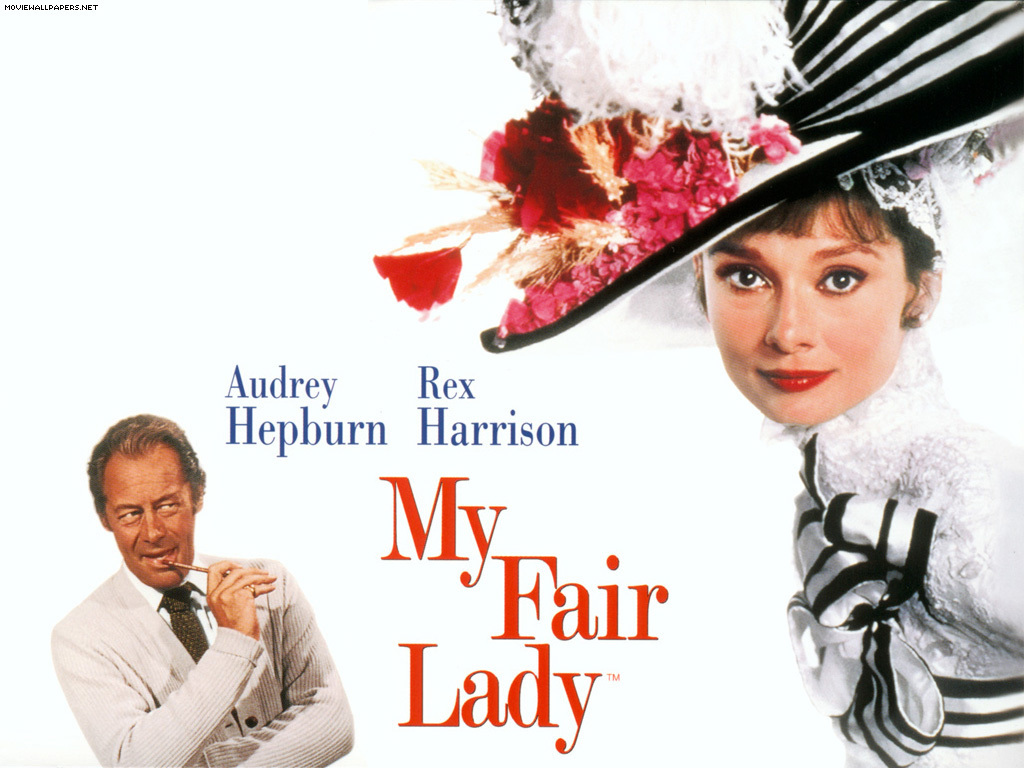 MOVIEWALLPAPERS.NET
Audrey Rex
Hepburn Harrison
My
Fair
Lady™